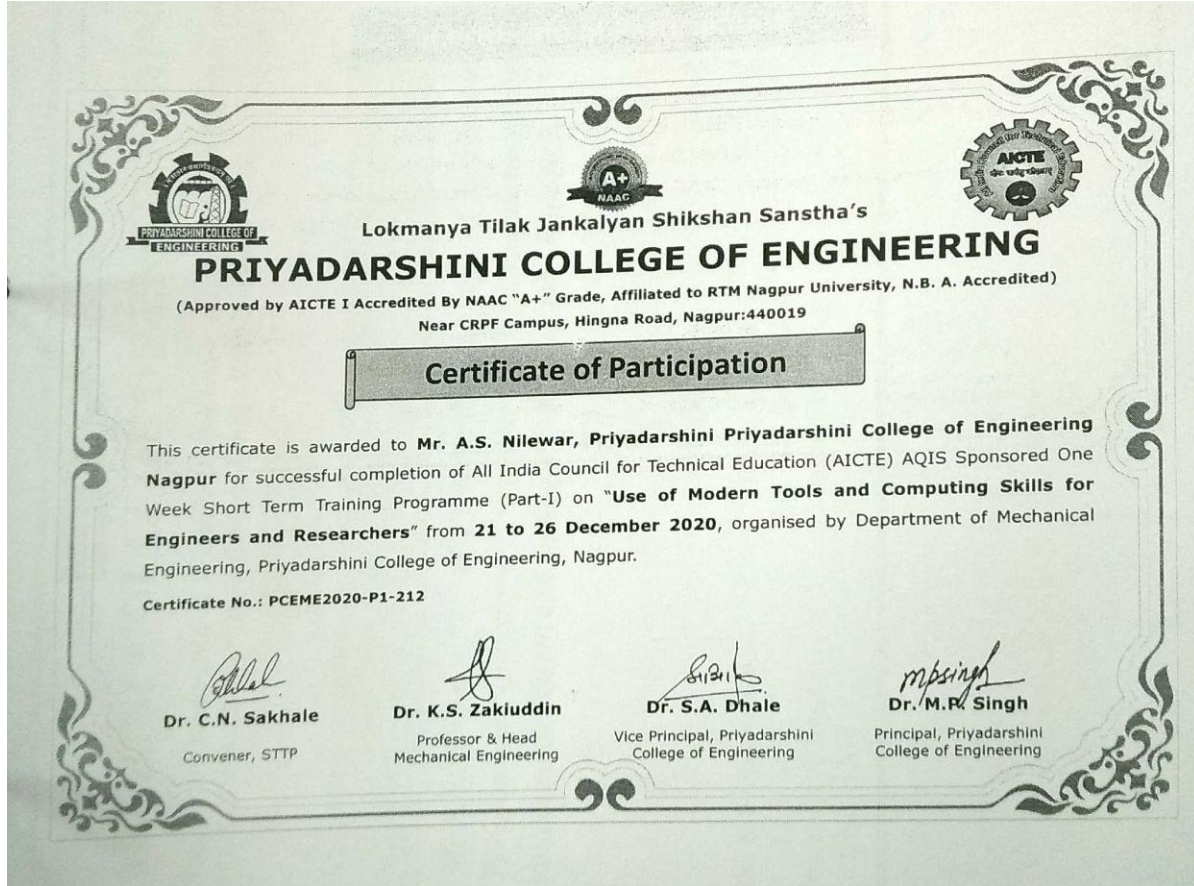 PRIYADARSHINI COLLEGE OF
ENGINEERING
A+
NAAC
AICTE
Lokmanya Tilak Jankalyan Shikshan Sanstha's
PRIYADARSHINI COLLEGE OF ENGINEERING
(Approved by AICTE I Accredited By NAAC "A+" Grade, Affiliated to RTM Nagpur University, N.B. A. Accredited)
Near CRPF Campus, Hingna Road, Nagpur:440019
Certificate of Participation
This certificate is awarded to Mr. A.S. Nilewar, Priyadarshini Priyadarshini College of Engineering
Nagpur for successful completion of All India Council for Technical Education (AICTE) AQIS Sponsored One
Week Short Term Training Programme (Part-I) on "Use of Modern Tools and Computing Skills for
Engineers and Researchers" from 21 to 26 December 2020, organised by Department of Mechanical
Engineering, Priyadarshini College of Engineering, Nagpur.
Certificate No.: PCEME2020-P1-212
mpsingh
Dr. C.N. Sakhale
Dr. K.S. Zakiuddin
Dr. S.A. Dhale
Dr. M.P. Singh
Convener, STTP
Professor & Head
Mechanical Engineering
Vice Principal, Priyadarshini
College of Engineering
Principal, Priyadarshini
College of Engineering